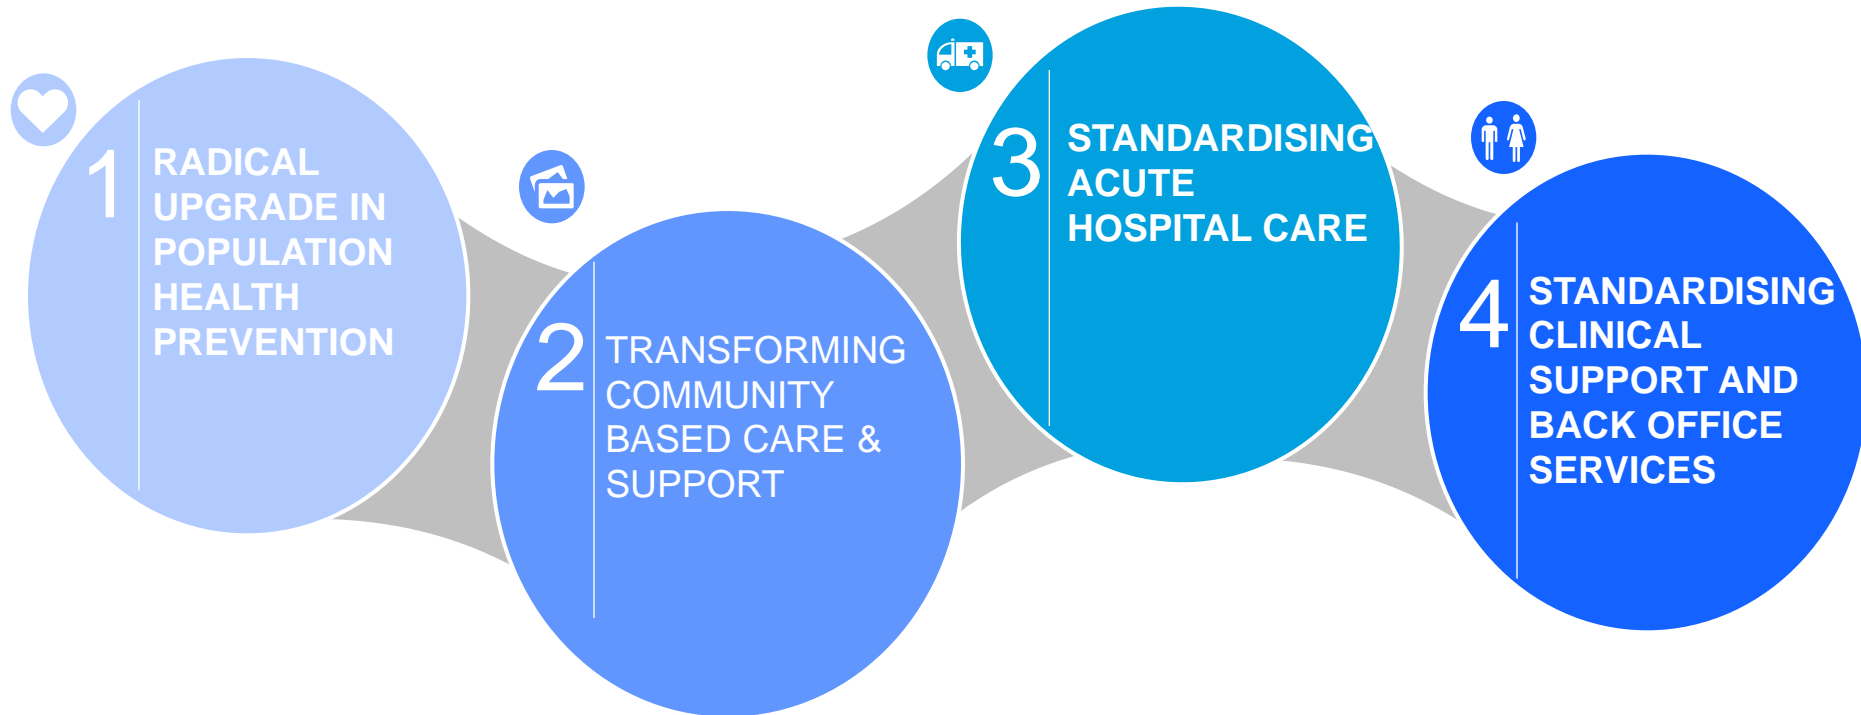 1
RADICAL
UPGRADE IN
POPULATION
HEALTH
PREVENTION
2
TRANSFORMING
COMMUNITY
BASED CARE &
SUPPORT
3
STANDARDISING
ACUTE
HOSPITAL CARE
4
STANDARDISING
CLINICAL
SUPPORT AND
BACK OFFICE
SERVICES